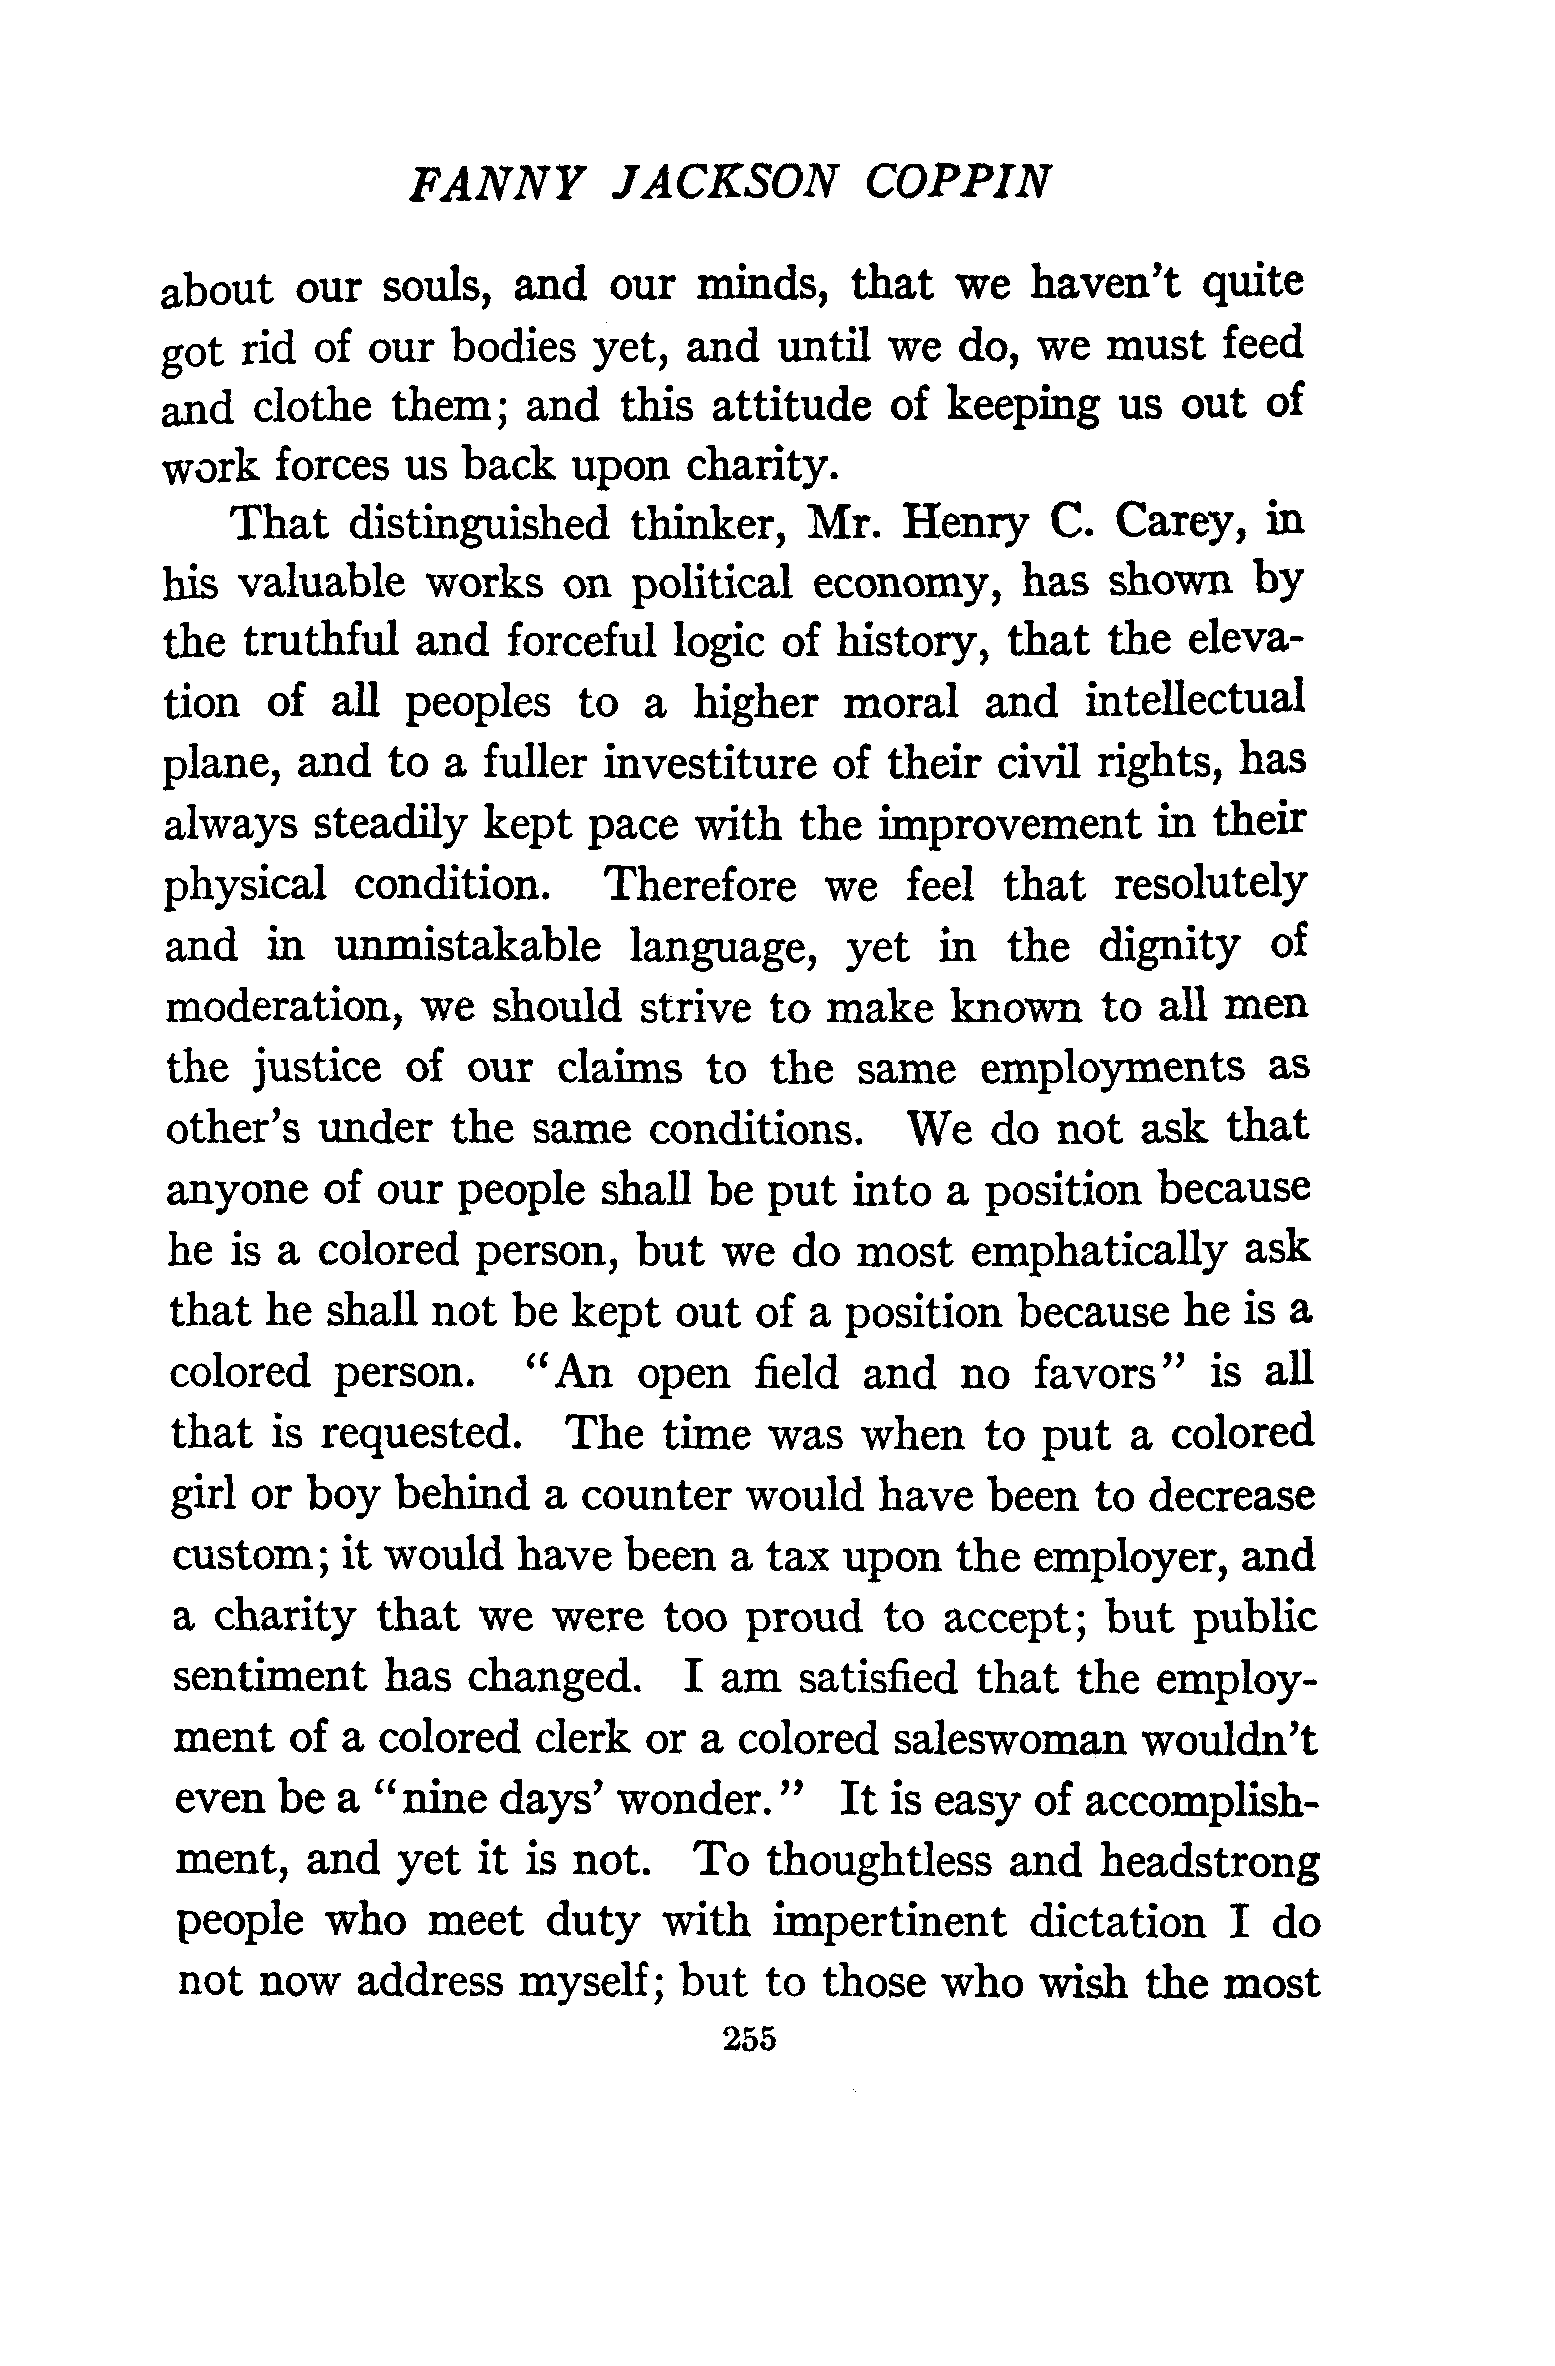 FANNY JACKSON COPPIN
about our souls, and our minds, that we haven't quite
got rid of our bodies yet, and until we do, we must feed
and clothe them; and this attitude of keeping us out of
work forces us back upon charity.
That distinguished thinker, Mr. Henry C. Carey, in
his valuable works on political economy, has shown by
the truthful and forceful logic of history, that the eleva-
tion of all peoples to a higher moral and intellectual
plane, and to a fuller investiture of their civil rights, has
always steadily kept pace with the improvement in their
physical condition. Therefore we feel that resolutely
and in unmistakable language, yet in the dignity of
moderation, we should strive to make known to all men
the justice of our claims to the same employments as
other's under the same conditions. We do not ask that
anyone of our people shall be put into a position because
he is a colored person, but we do most emphatically ask
that he shall not be kept out of a position because he is a
colored person. "An open field and no favors" is all
that is requested. The time was when to put a colored
girl or boy behind a counter would have been to decrease
custom; it would have been a tax upon the employer, and
a charity that we were too proud to accept; but public
sentiment has changed. I am satisfied that the employ-
ment of a colored clerk or a colored saleswoman wouldn't
even be a "nine days' wonder." It is easy of accomplish-
ment, and yet it is not. To thoughtless and headstrong
people who meet duty with impertinent dictation I do
not now address myself; but to those who wish the most
255